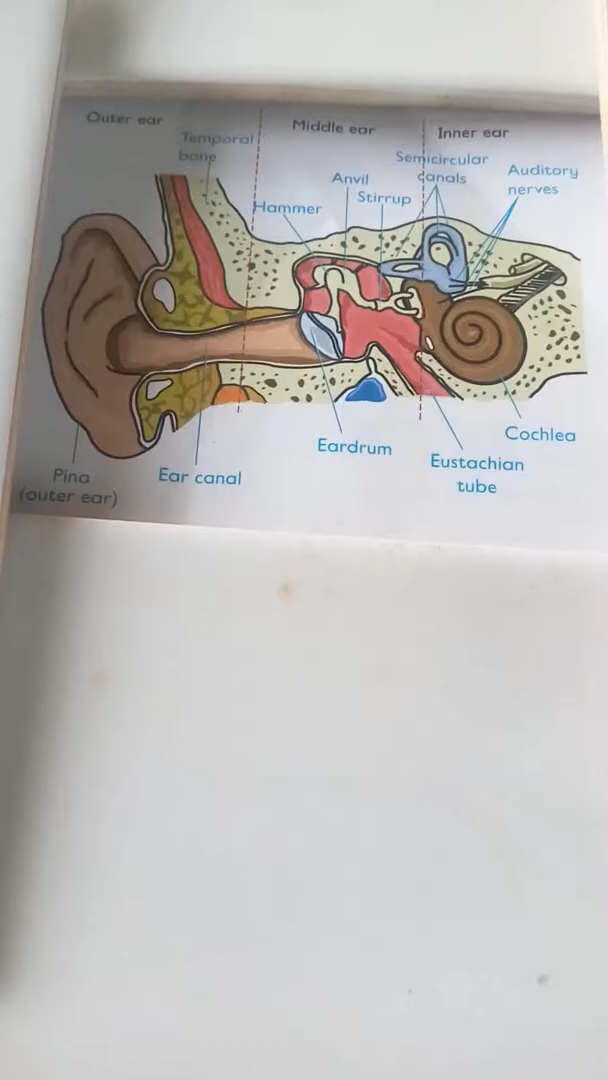 Outer ear
Middle ear
Inner ear
Temporal
bone
Semicircular
canals
Auditory
nerves
Anvil
Stirrup
Hammer
Eardrum
Cochlea
Eustachian
tube
Pina
(outer ear)
Ear canal